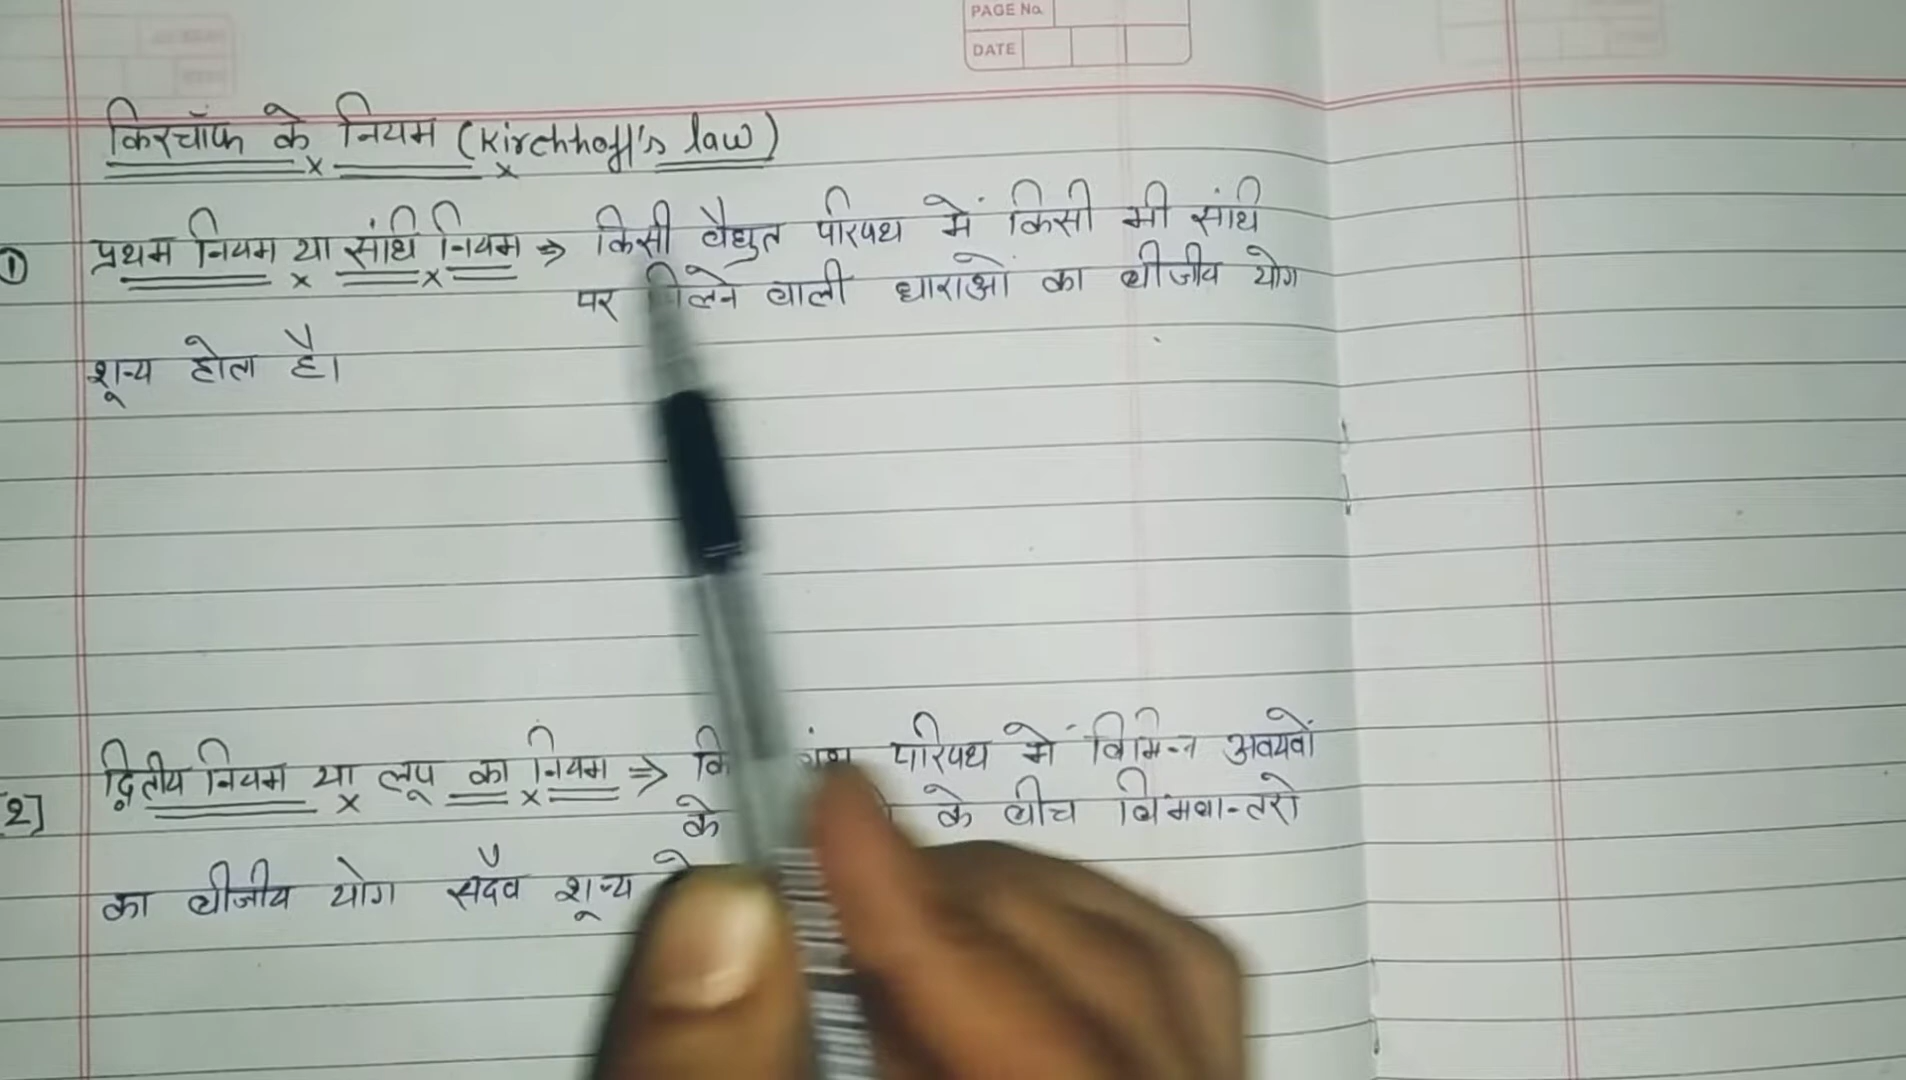 PAGE No.
DATE
किरचॉफ के नियम (Kirchhoff's law)
① प्रथम नियम या संधि नियम ⇒ किसी वैद्युत परिपथ में किसी भी संधि
पर मिलने वाली धाराओं का बीजीय योग
शून्य होता है।
[2] द्वितीय नियम या लूप का नियम ⇒ परिपथ में विभिन्न अवयवों
के के बीच विभवान्तरो
का बीजीय योग सदैव शून्य